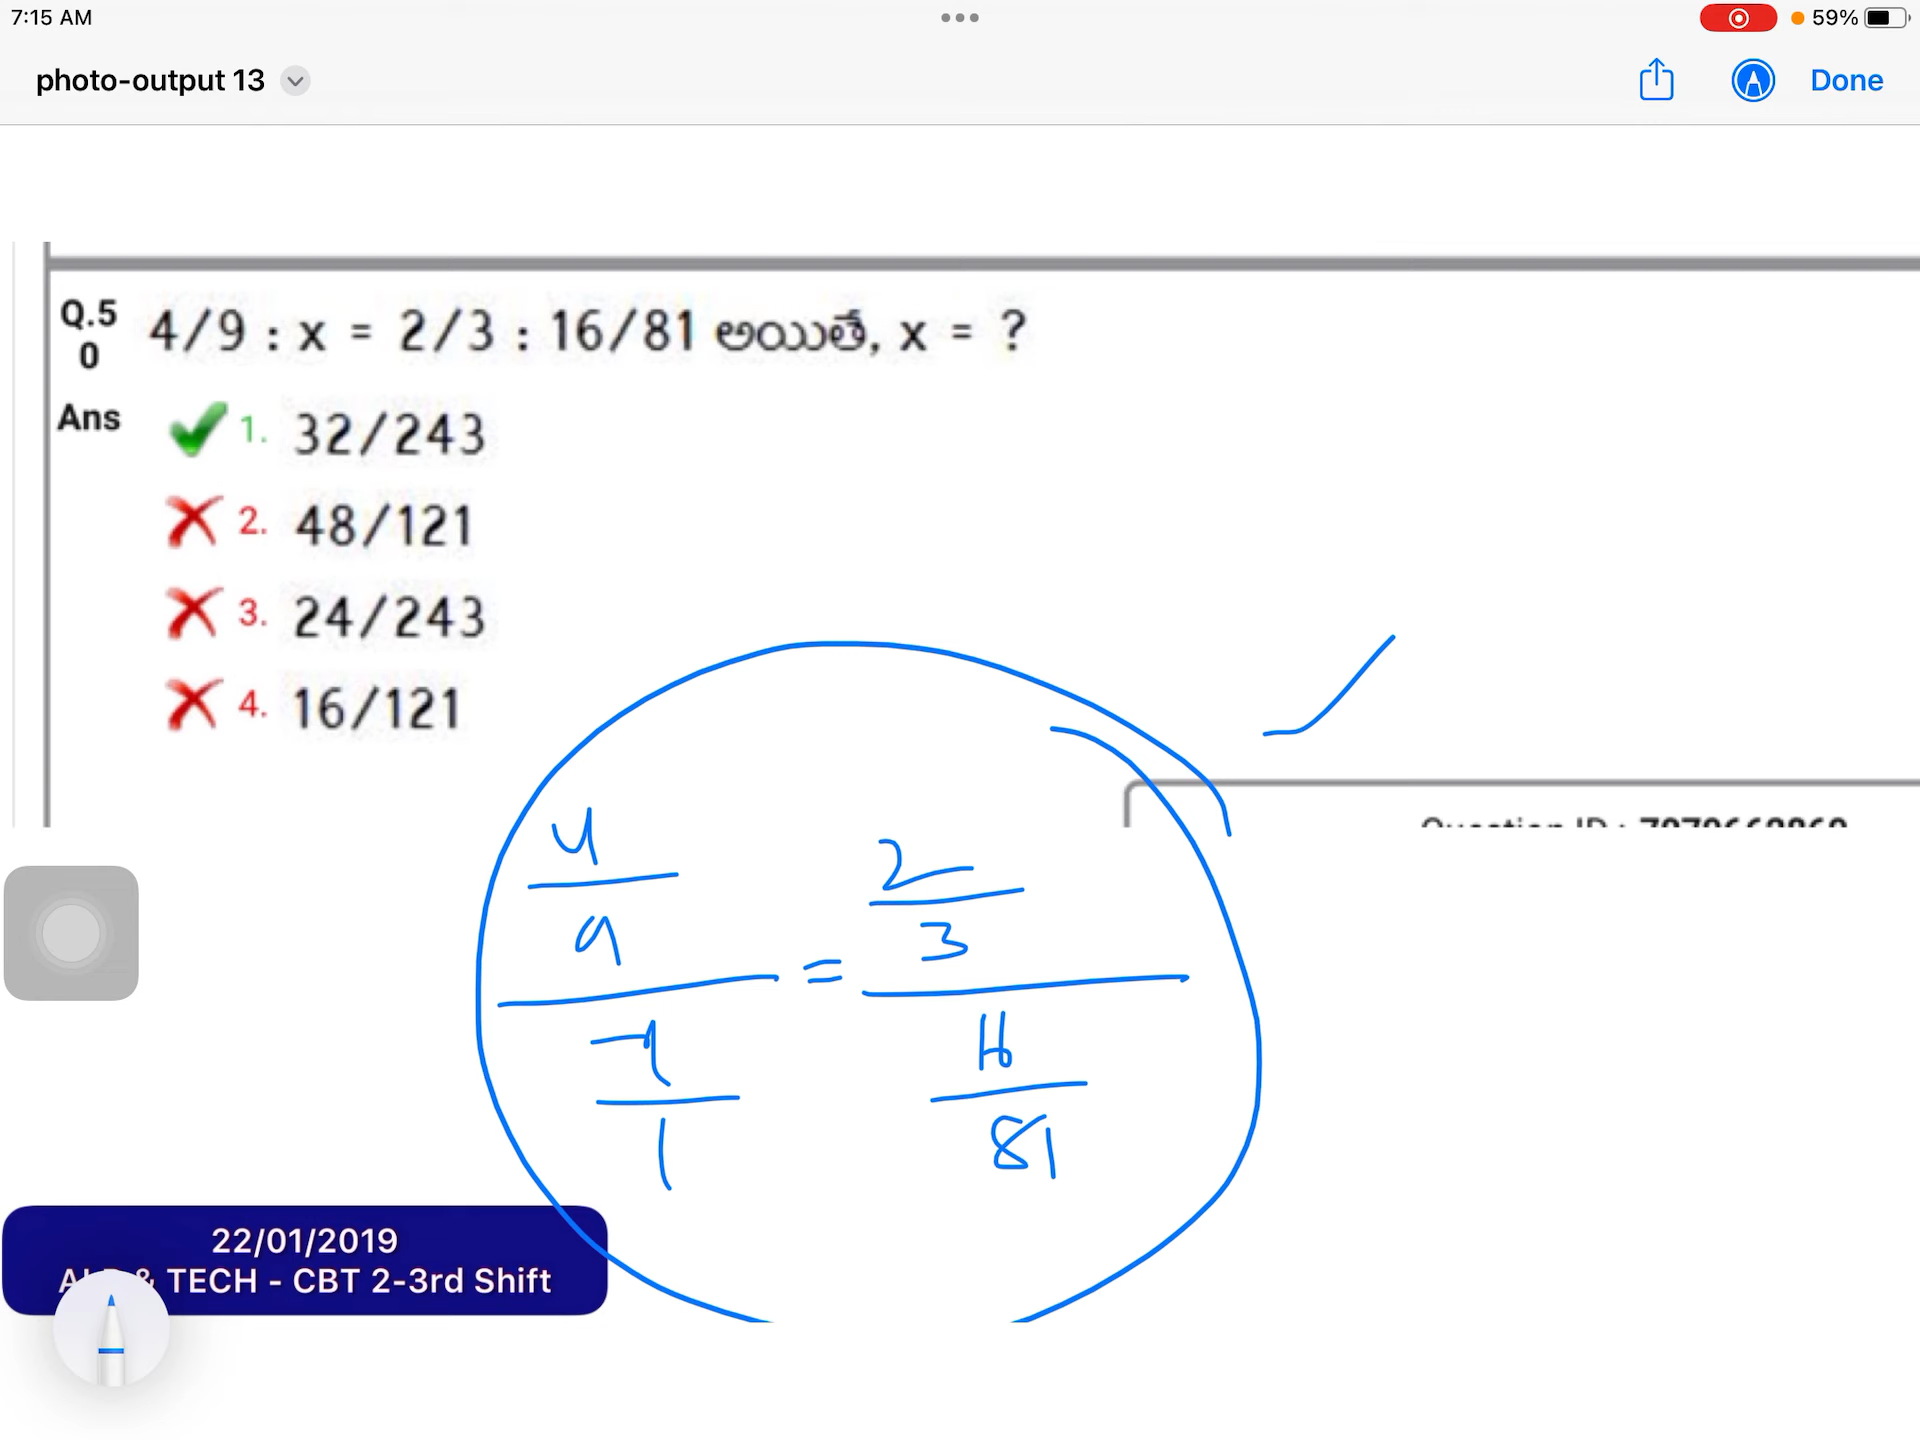 7:15 AM
59%
photo-output 13
Done
Q.5
0
4/9 : x = 2/3 : 16/81 అయితే, x = ?
Ans
1. 32/243
2. 48/121
3. 24/243
4. 16/121
4/9 / x/1 = 2/3 / 16/81
22/01/2019
& TECH - CBT 2-3rd Shift